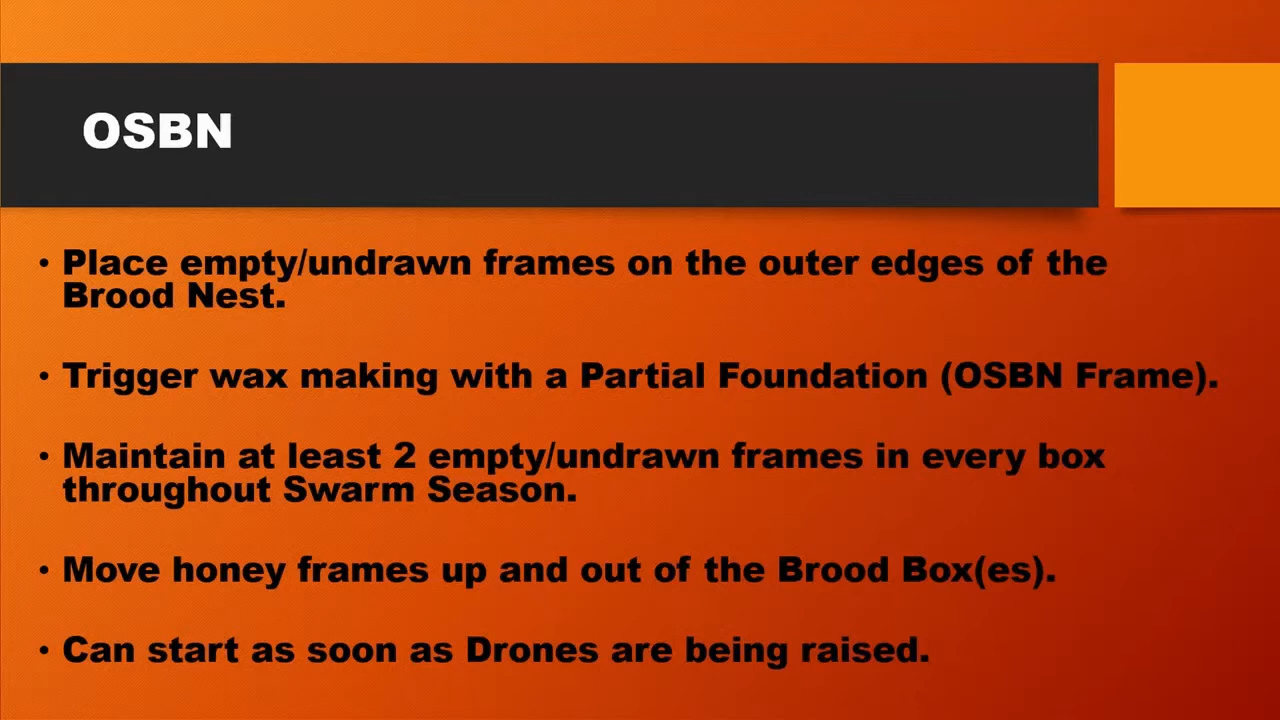 OSBN
• Place empty/undrawn frames on the outer edges of the
Brood Nest.
• Trigger wax making with a Partial Foundation (OSBN Frame).
• Maintain at least 2 empty/undrawn frames in every box
throughout Swarm Season.
• Move honey frames up and out of the Brood Box(es).
• Can start as soon as Drones are being raised.